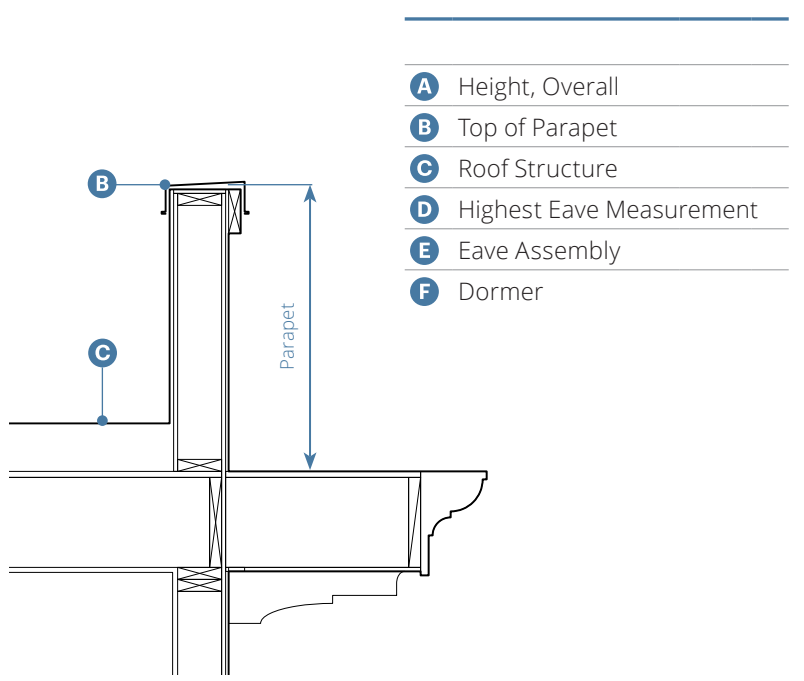 A Height, Overall
B Top of Parapet
C Roof Structure
D Highest Eave Measurement
E Eave Assembly
F Dormer
B
Parapet
C